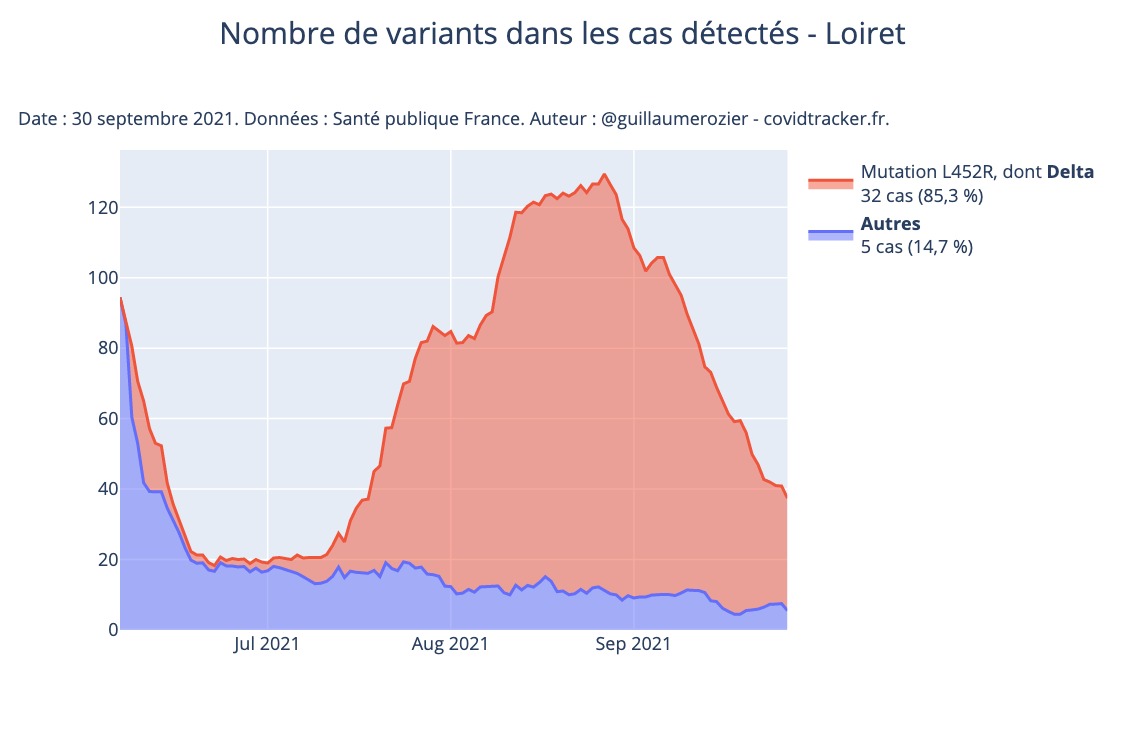 Nombre de variants dans les cas détectés - Loiret
Date : 30 septembre 2021. Données : Santé publique France. Auteur : @guillaumerozier - covidtracker.fr.
Mutation L452R, dont Delta
32 cas (85,3 %)
Autres
5 cas (14,7 %)
120
100
80
60
40
20
0
Jul 2021
Aug 2021
Sep 2021